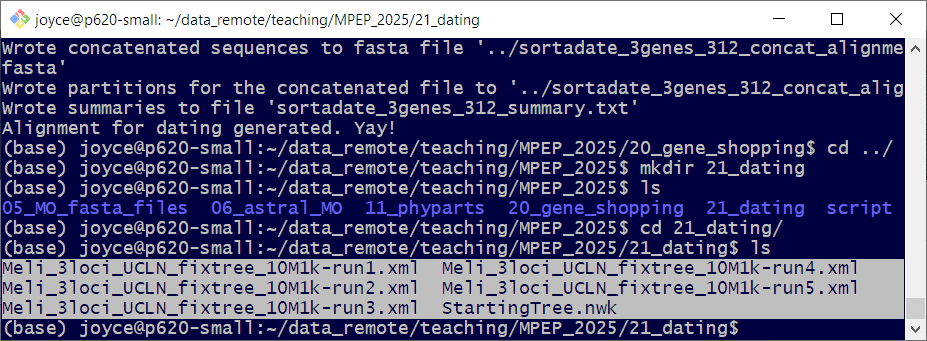 joyce@p620-small: ~/data_remote/teaching/MPEP_2025/21_dating
Wrote concatenated sequences to fasta file '../sortadate_3genes_312_concat_alignme
fasta'
Wrote partitions for the concatenated file to '../sortadate_3genes_312_concat_alig
Wrote summaries to file 'sortadate_3genes_312_summary.txt'
Alignment for dating generated. Yay!
(base) joyce@p620-small:~/data_remote/teaching/MPEP_2025/20_gene_shopping$ cd ../
(base) joyce@p620-small:~/data_remote/teaching/MPEP_2025$ mkdir 21_dating
(base) joyce@p620-small:~/data_remote/teaching/MPEP_2025$ ls
05_MO_fasta_files  06_astral_MO  11_phyparts  20_gene_shopping  21_dating  script
(base) joyce@p620-small:~/data_remote/teaching/MPEP_2025$ cd 21_dating/
(base) joyce@p620-small:~/data_remote/teaching/MPEP_2025/21_dating$ ls
Meli_3loci_UCLN_fixtree_10M1k-run1.xml  Meli_3loci_UCLN_fixtree_10M1k-run4.xml
Meli_3loci_UCLN_fixtree_10M1k-run2.xml  Meli_3loci_UCLN_fixtree_10M1k-run5.xml
Meli_3loci_UCLN_fixtree_10M1k-run3.xml  StartingTree.nwk
(base) joyce@p620-small:~/data_remote/teaching/MPEP_2025/21_dating$